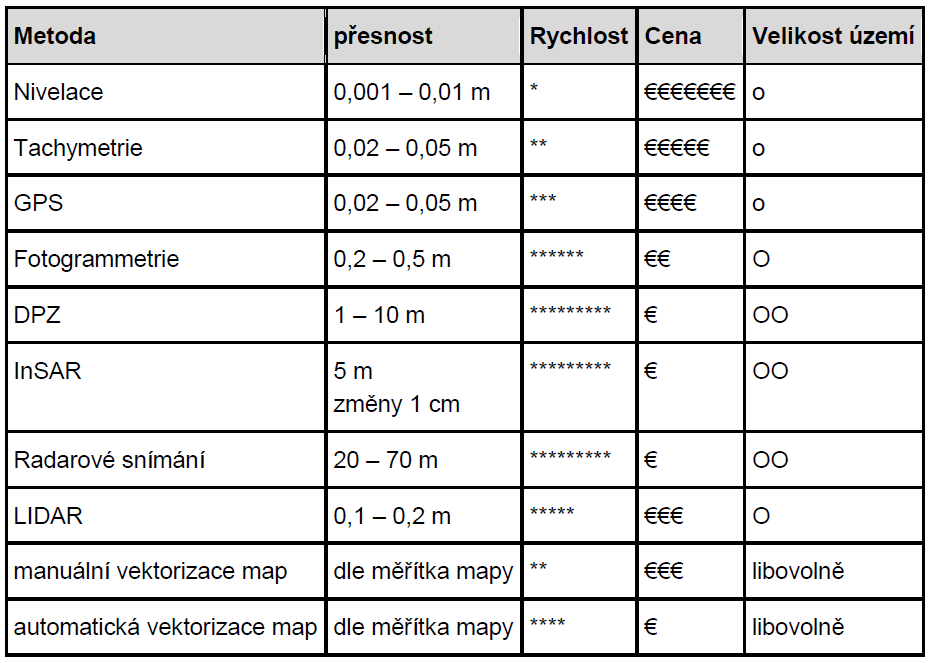 Metoda přesnost Rychlost Cena Velikost území
Nivelace 0,001 – 0,01 m * €€€€€€€ o
Tachymetrie 0,02 – 0,05 m ** €€€€€ o
GPS 0,02 – 0,05 m *** €€€€ o
Fotogrammetrie 0,2 – 0,5 m ****** €€ O
DPZ 1 – 10 m ********* € OO
InSAR 5 m ********* € OO
změny 1 cm
Radarové snímání 20 – 70 m ********* € OO
LIDAR 0,1 – 0,2 m ***** €€€ O
manuální vektorizace map dle měřítka mapy ** €€€ libovolně
automatická vektorizace map dle měřítka mapy **** € libovolně